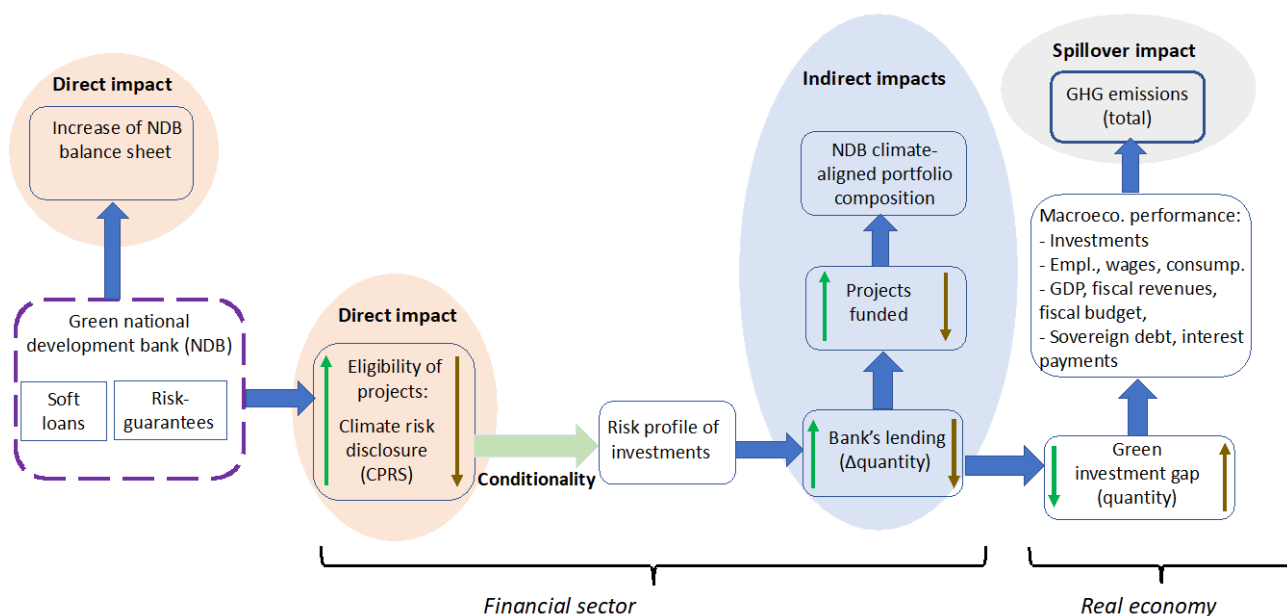 Direct impact
Increase of NDB
balance sheet
Green national
development bank (NDB)
Soft
loans
Risk-
guarantees
Direct impact
Eligibility of
projects:
Climate risk
disclosure
(CPRS)
Conditionality
Risk profile of
investments
Indirect impacts
NDB climate-
aligned portfolio
composition
Projects
funded
Bank’s lending
(Δquantity)
Spillover impact
GHG emissions
(total)
Macroeco. performance:
- Investments
- Empl., wages, consump.
- GDP, fiscal revenues,
fiscal budget,
- Sovereign debt, interest
payments
Green
investment gap
(quantity)
Financial sector
Real economy